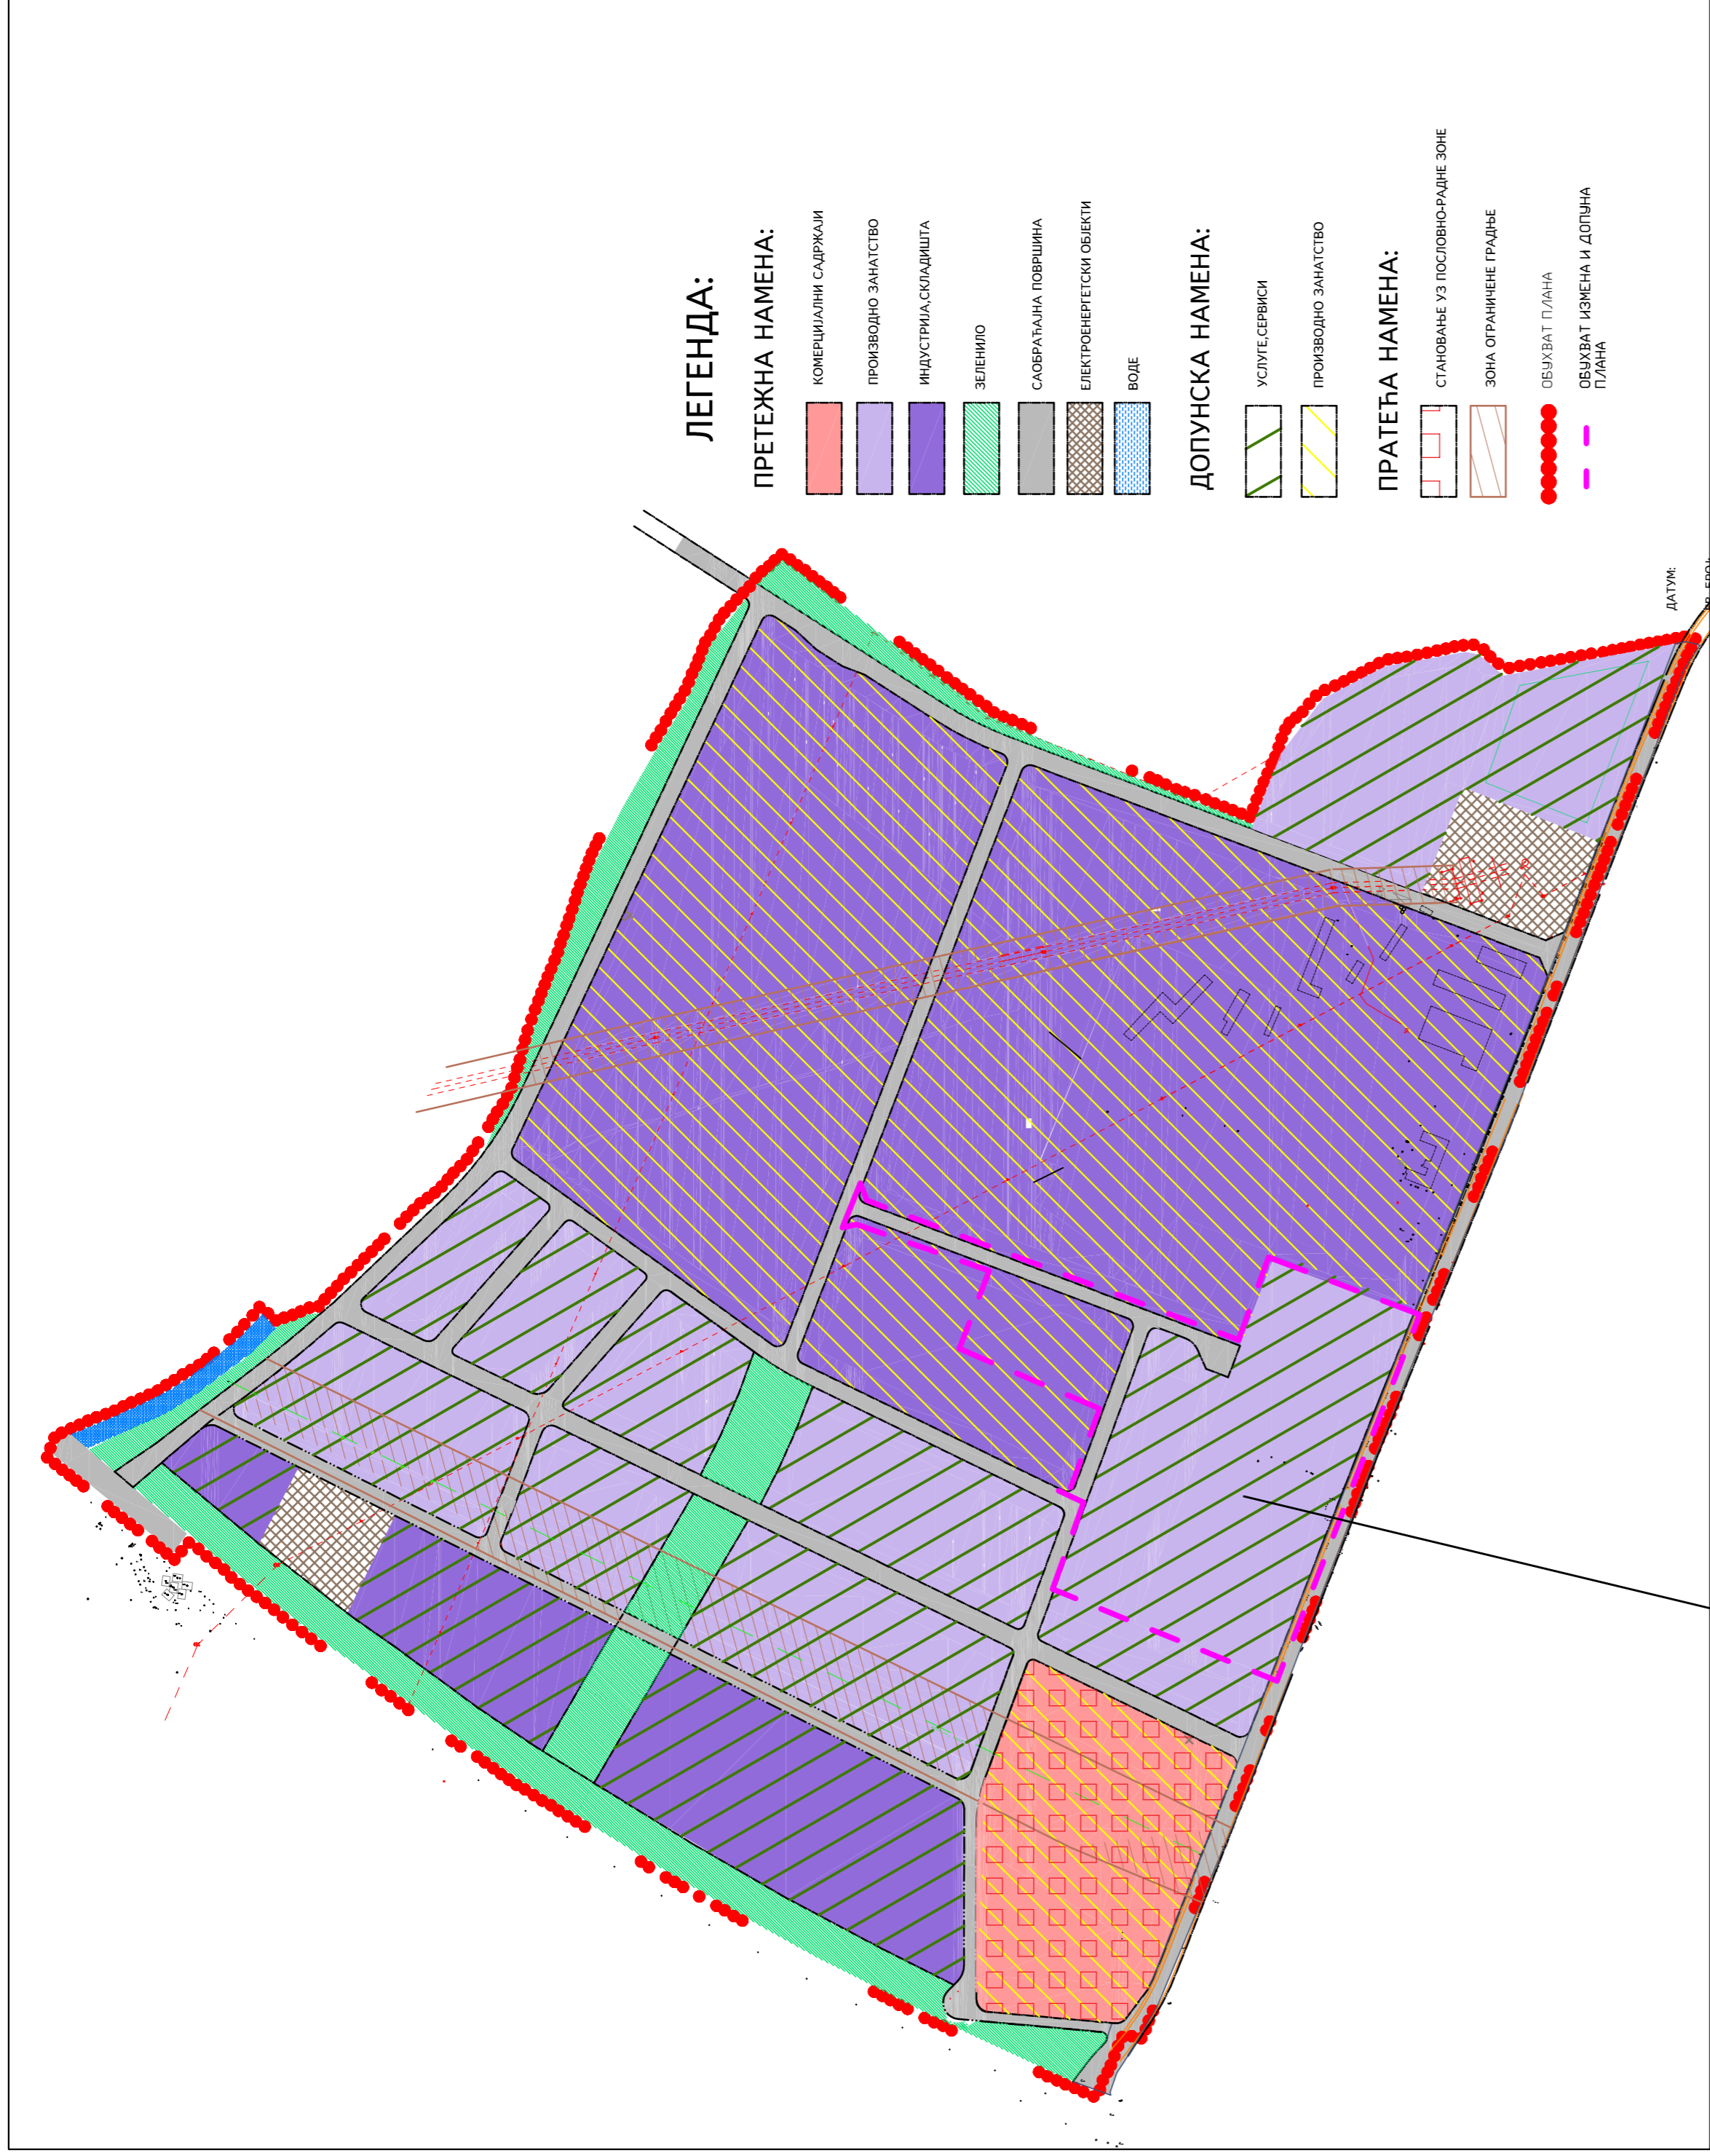 ЛЕГЕНДА:
ПРЕТЕЖНА НАМЕНА:
КОМЕРЦИЈАЛНИ САДРЖАЈИ
ПРОИЗВОДНО ЗАНАТСТВО
ИНДУСТРИЈА,СКЛАДИШТА
ЗЕЛЕНИЛО
САОБРАЋАЈНА ПОВРШИНА
ЕЛЕКТРОЕНЕРГЕТСКИ ОБЈЕКТИ
ВОДЕ
ДОПУНСКА НАМЕНА:
УСЛУГЕ,СЕРВИСИ
ПРОИЗВОДНО ЗАНАТСТВО
ПРАТЕЋА НАМЕНА:
СТАНОВАЊЕ УЗ ПОСЛОВНО-РАДНЕ ЗОНЕ
ЗОНА ОГРАНИЧЕНЕ ГРАДЊЕ
ОБУХВАТ ПЛАНА
ОБУХВАТ ИЗМЕНА И ДОПУНА
ПЛАНА
ДАТУМ: